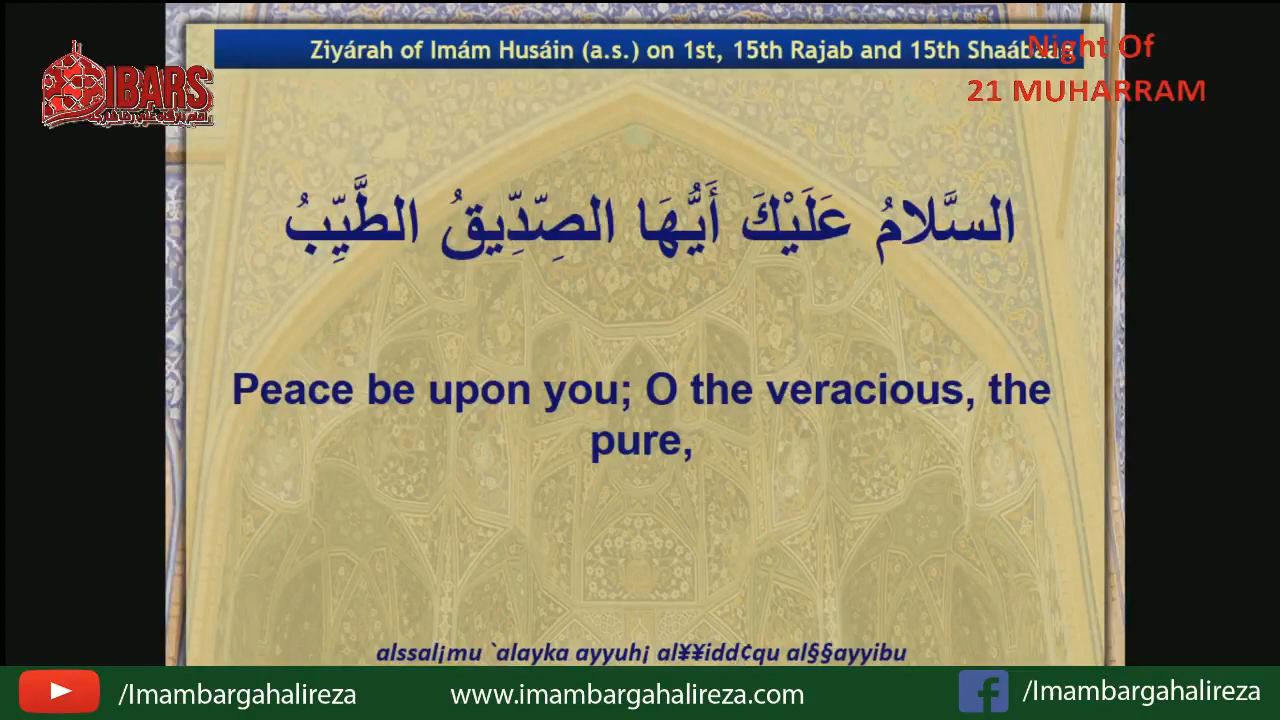 Ziyárah of Imám Husáin (a.s.) on 1st, 15th Rajab and 15th Shaában
Night Of
21 MUHARRAM
IBARS
السَّلامُ عَلَيْكَ أَيُّهَا الصِّدِّيقُ الطَّيِّبُ
Peace be upon you; O the veracious, the
pure,
alssal¡mu `alayka ayyuh¡ al¥¥idd¢qu al§§ayyibu
/Imambargahalireza
www.imambargahalireza.com
/Imambargahalireza